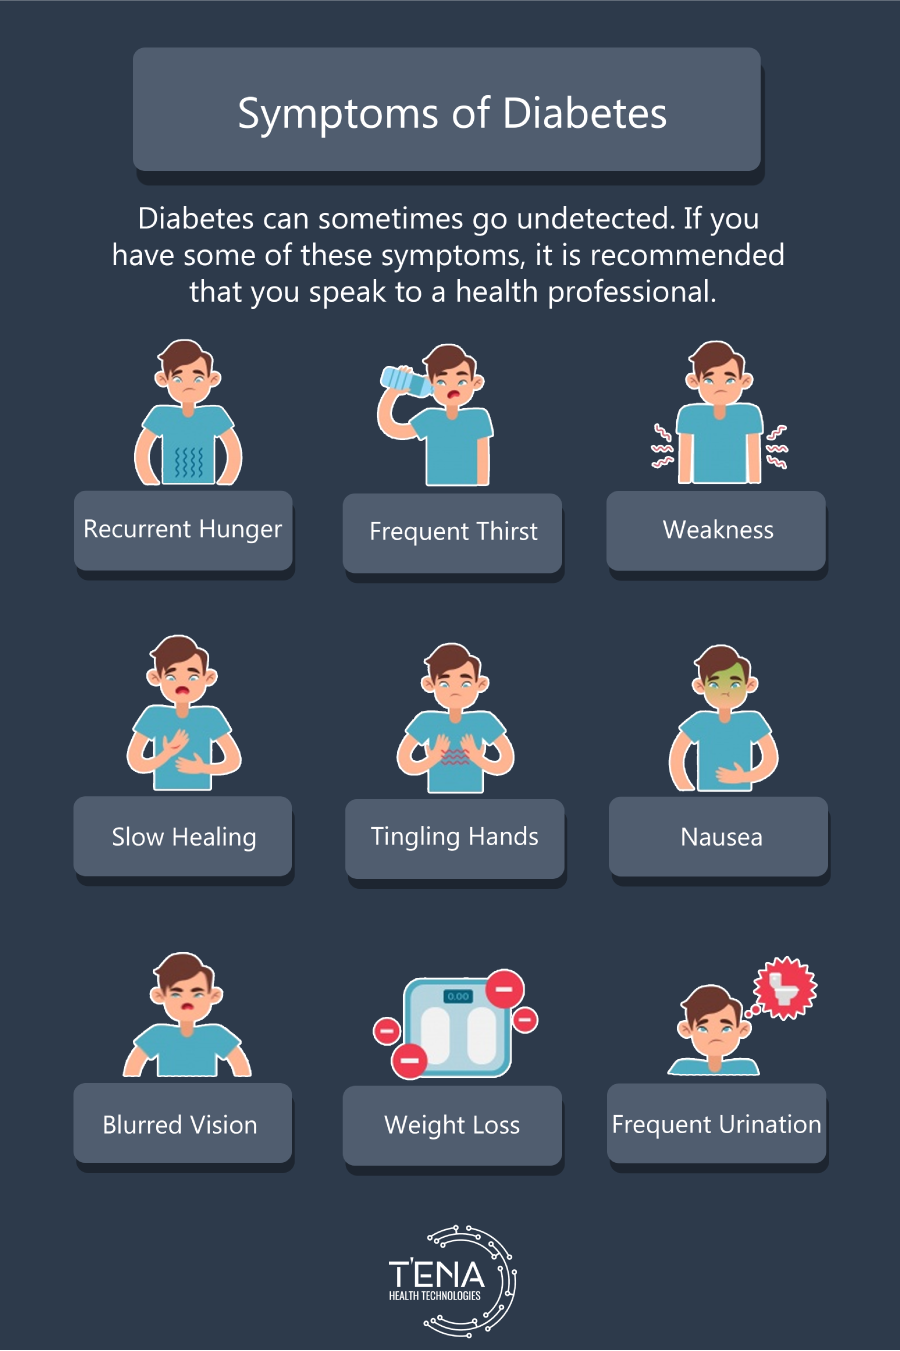 Symptoms of Diabetes
Diabetes can sometimes go undetected. If you
have some of these symptoms, it is recommended
that you speak to a health professional.
Recurrent Hunger
Frequent Thirst
Weakness
Slow Healing
Tingling Hands
Nausea
0.00
Blurred Vision
Weight Loss
Frequent Urination
T'ENA
HEALTH TECHNOLOGIES